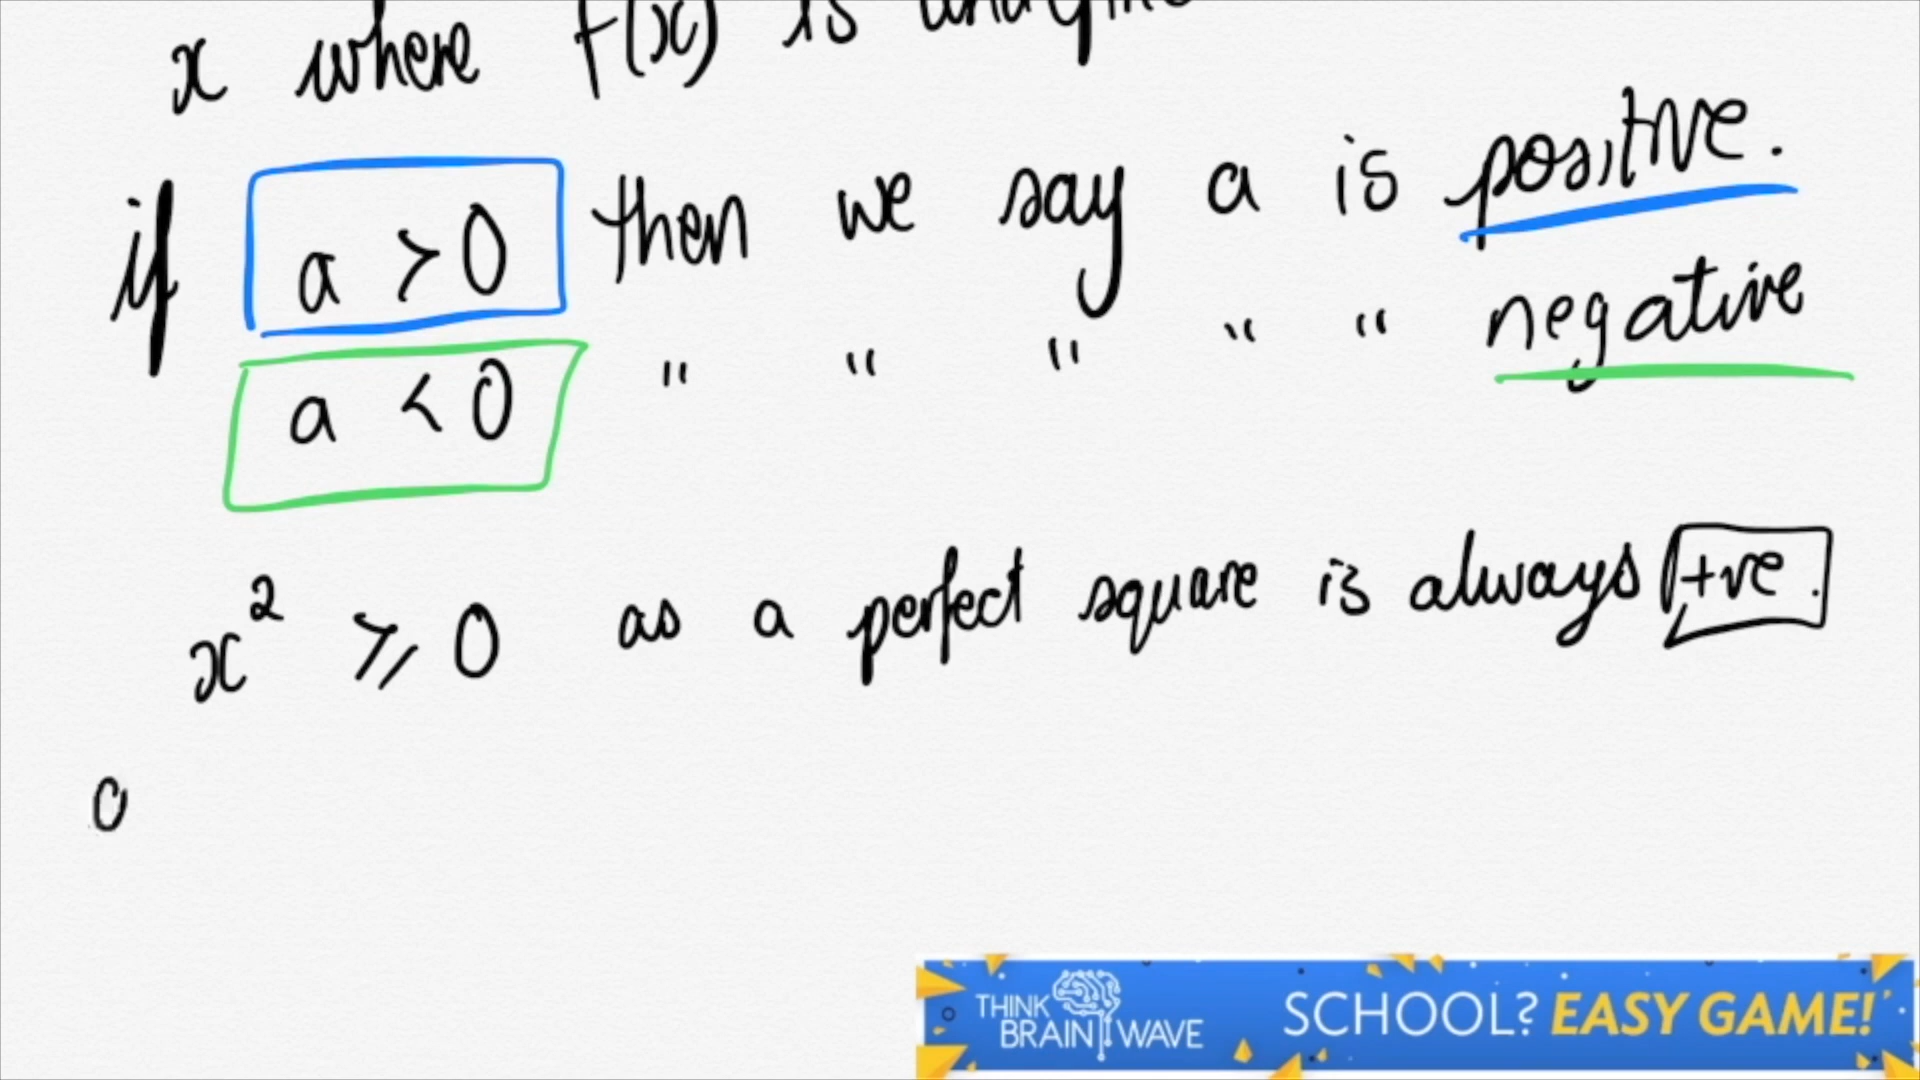 x where f(x) is
if a > 0 then we say a is positive.
a < 0 " " " " " negative
x² ⩾ 0 as a perfect square is always +ve.
0
THINK BRAIN WAVE
SCHOOL? EASY GAME!